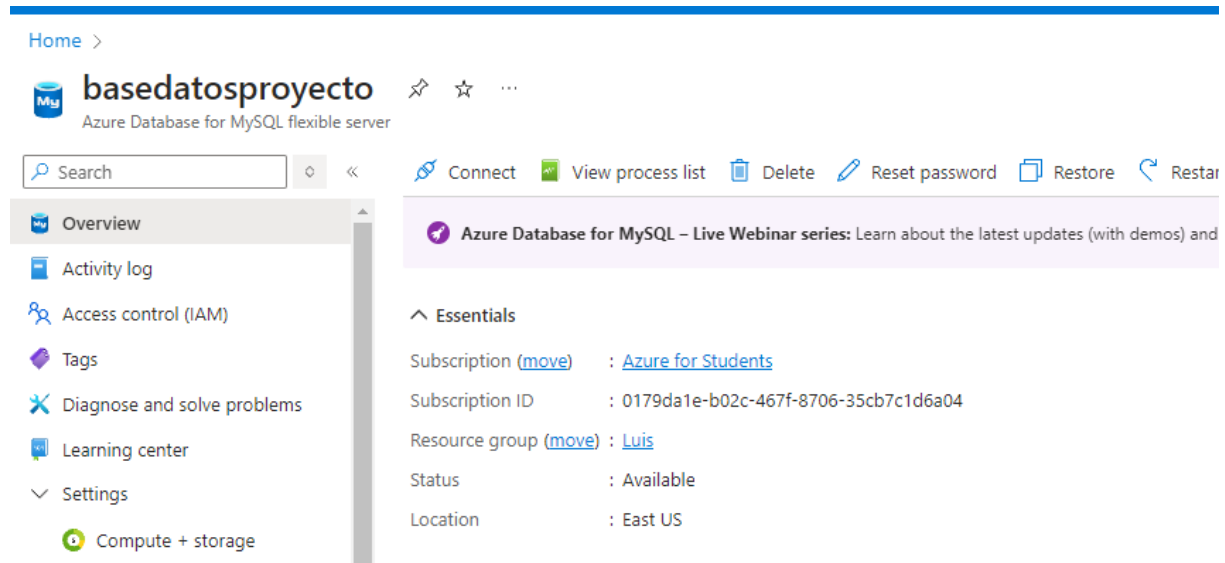 Home >
basedatosproyecto
Azure Database for MySQL flexible server
Search
Connect View process list Delete Reset password Restore Restar
Overview
Activity log
Access control (IAM)
Tags
Diagnose and solve problems
Learning center
Settings
Compute + storage
Azure Database for MySQL – Live Webinar series: Learn about the latest updates (with demos) and
Essentials
Subscription (move) : Azure for Students
Subscription ID : 0179da1e-b02c-467f-8706-35cb7c1d6a04
Resource group (move) : Luis
Status : Available
Location : East US